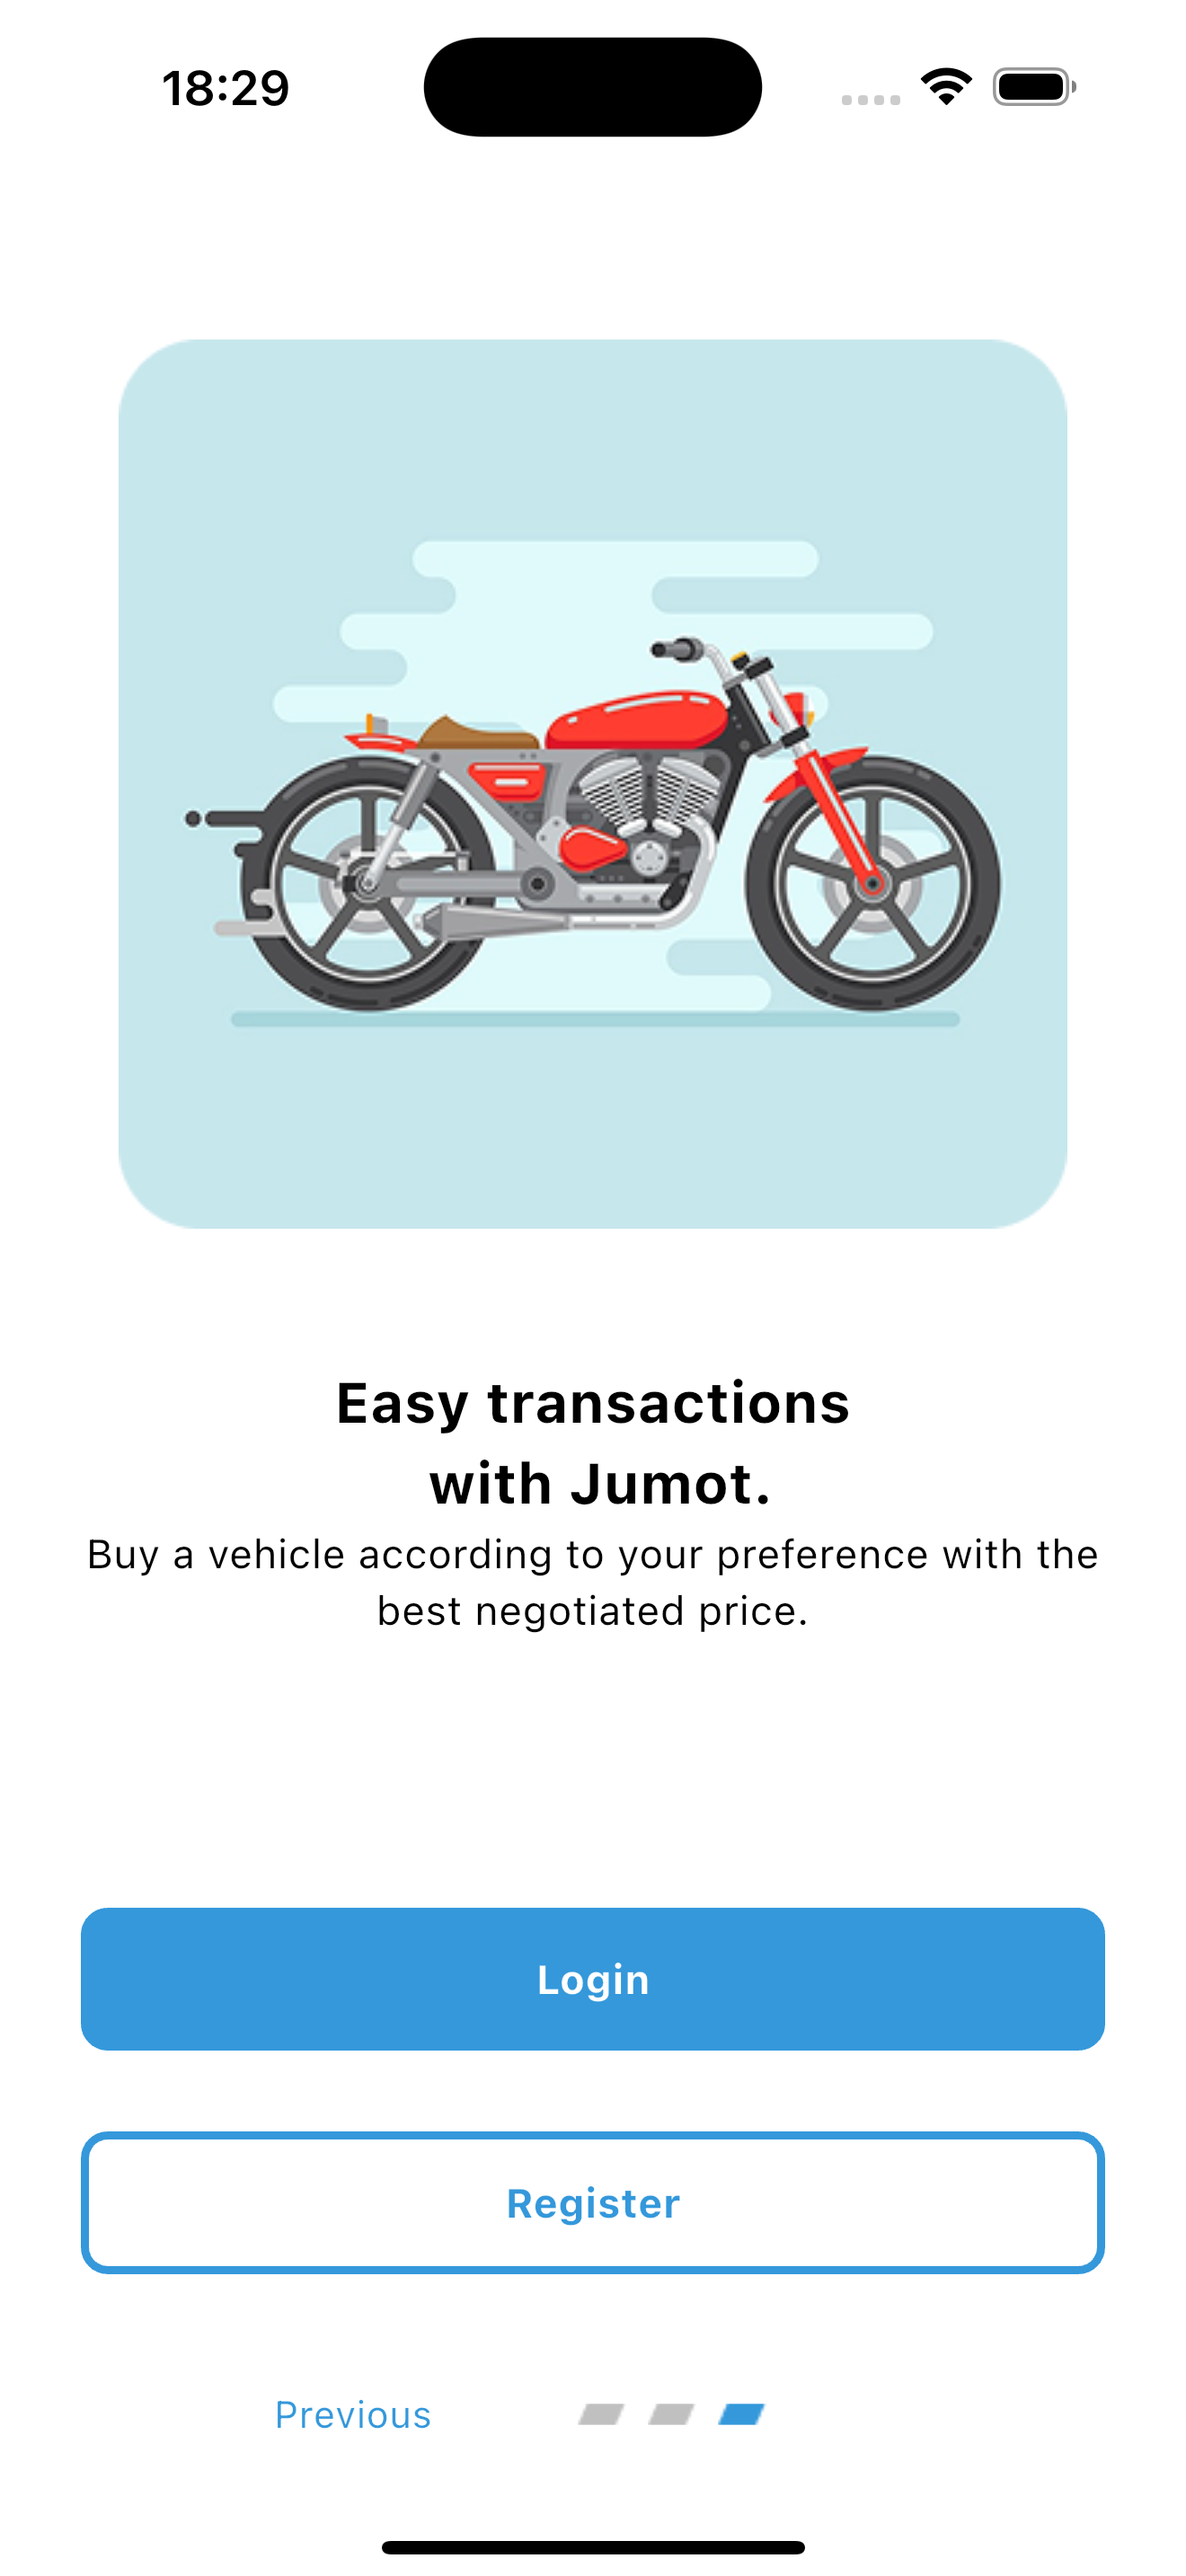 18:29
Easy transactions
with Jumot.
Buy a vehicle according to your preference with the
best negotiated price.
Login
Register
Previous